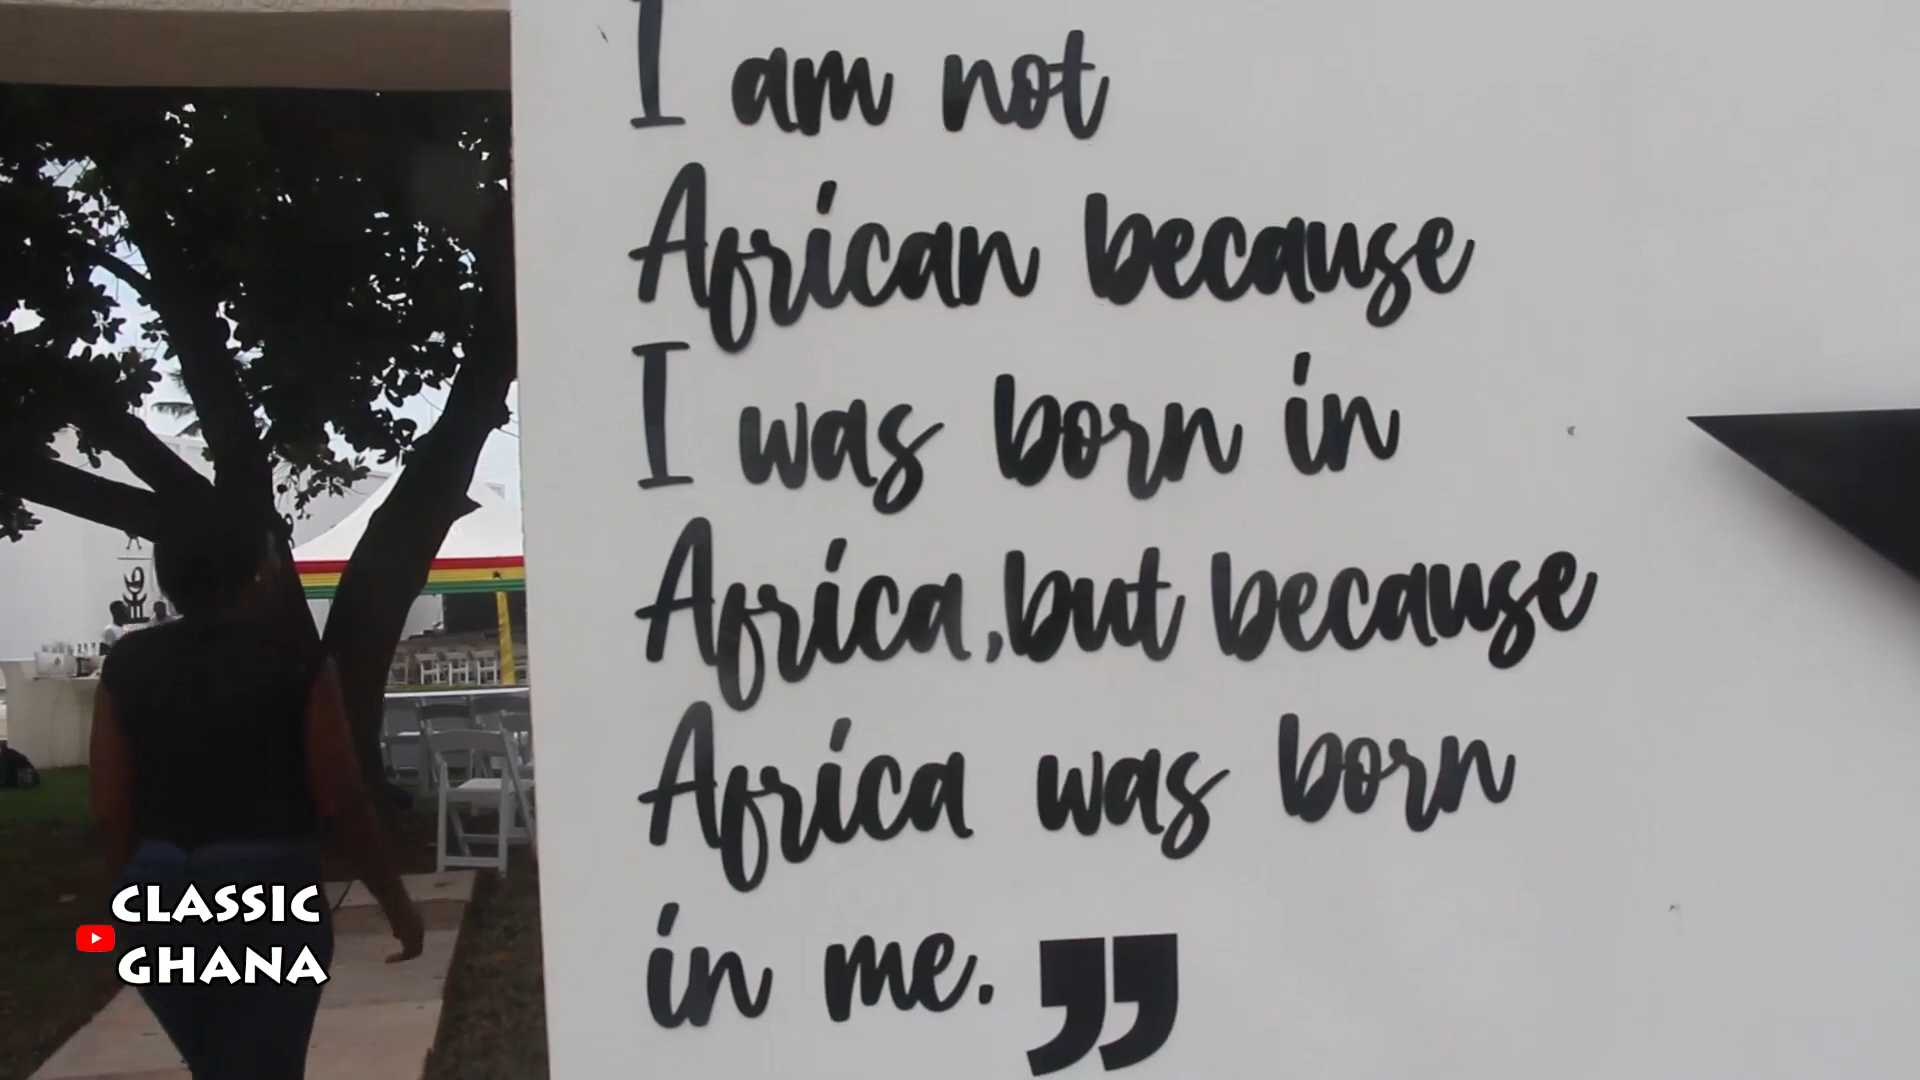 I am not
African because
I was born in
Africa, but because
Africa was born
in me.”
CLASSIC
GHANA